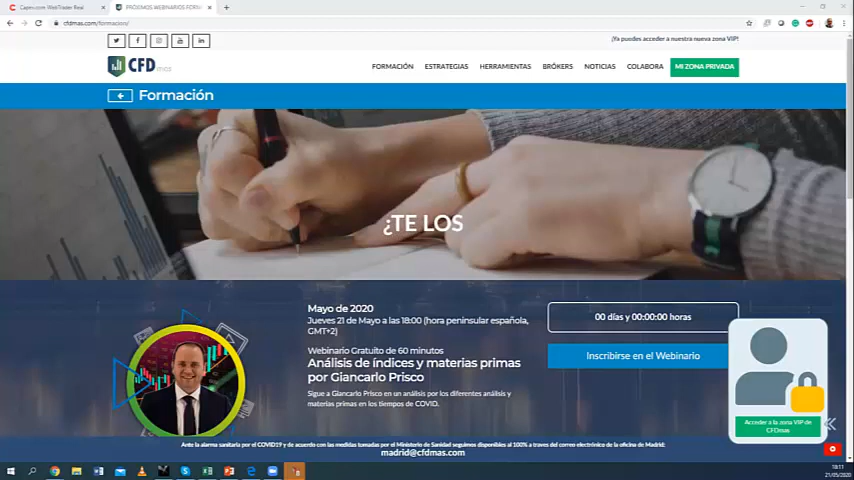 Capex.com WebTrader Real
PRÓXIMOS WEBINARIOS FORM
cfdmas.com/formacion/
¡Ya puedes acceder a nuestra nueva zona VIP!
CFD mas
FORMACIÓN ESTRATEGIAS HERRAMIENTAS BRÓKERS NOTICIAS COLABORA MI ZONA PRIVADA
Formación
¿TE LOS
Mayo de 2020
Jueves 21 de Mayo a las 18:00 (hora peninsular española,
GMT+2)
Webinario Gratuito de 60 minutos
Análisis de índices y materias primas
por Giancarlo Prisco
Sigue a Giancarlo Prisco en un análisis por los diferentes análisis y
materias primas en los tiempos de COVID.
00 días y 00:00:00 horas
Inscribirse en el Webinario
Acceder a la zona VIP de
CFDmas
Ante la alarma sanitaria por el COVID19 y de acuerdo con las medidas tomadas por el Ministerio de Sanidad seguimos disponibles al 100% a traves del correo electrónico de la oficina de Madrid:
madrid@cfdmas.com
18:11
21/05/2020